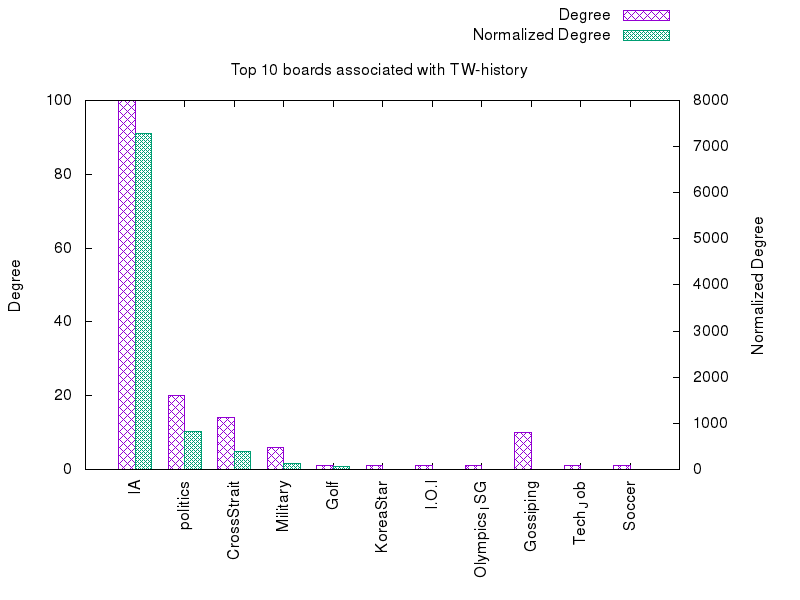 Degree
Normalized Degree
Top 10 boards associated with TW-history
100
80
60
40
20
0
8000
7000
6000
5000
4000
3000
2000
1000
0
Degree
Normalized Degree
IA
politics
CrossStrait
Military
Golf
KoreaStar
I.O.I
Olympics_ISG
Gossiping
Tech_Job
Soccer